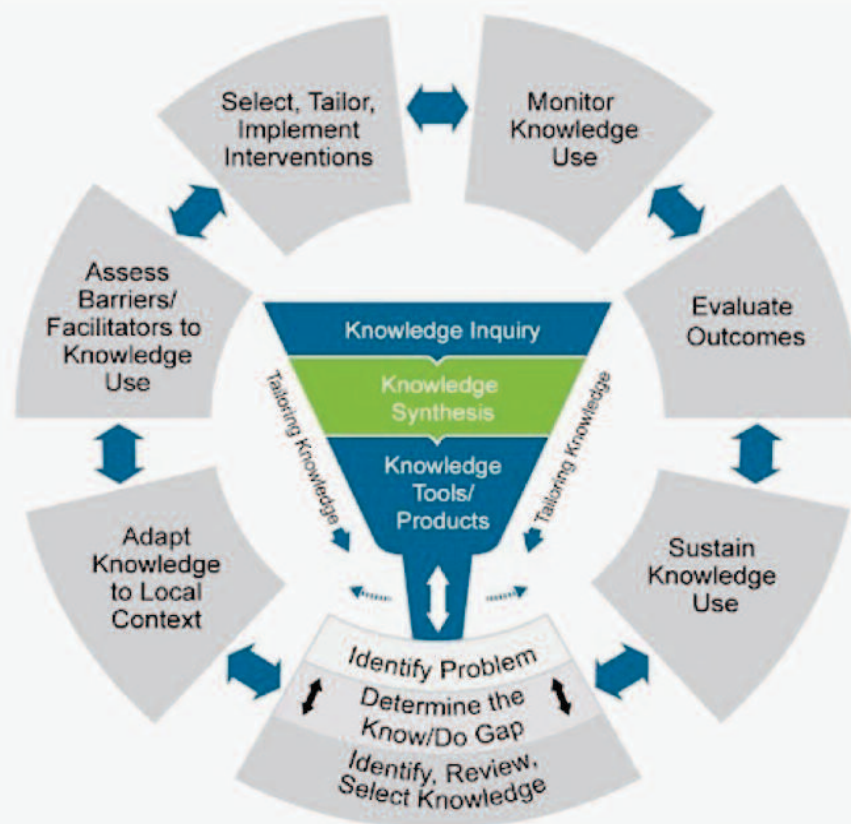 Select, Tailor,
Implement
Interventions
Monitor
Knowledge
Use
Assess
Barriers/
Facilitators to
Knowledge
Use
Evaluate
Outcomes
Knowledge Inquiry
Knowledge
Synthesis
Knowledge
Tools/
Products
Tailoring Knowledge
Tailoring Knowledge
Adapt
Knowledge
to Local
Context
Sustain
Knowledge
Use
Identify Problem
Determine the
Know/Do Gap
Identify, Review,
Select Knowledge